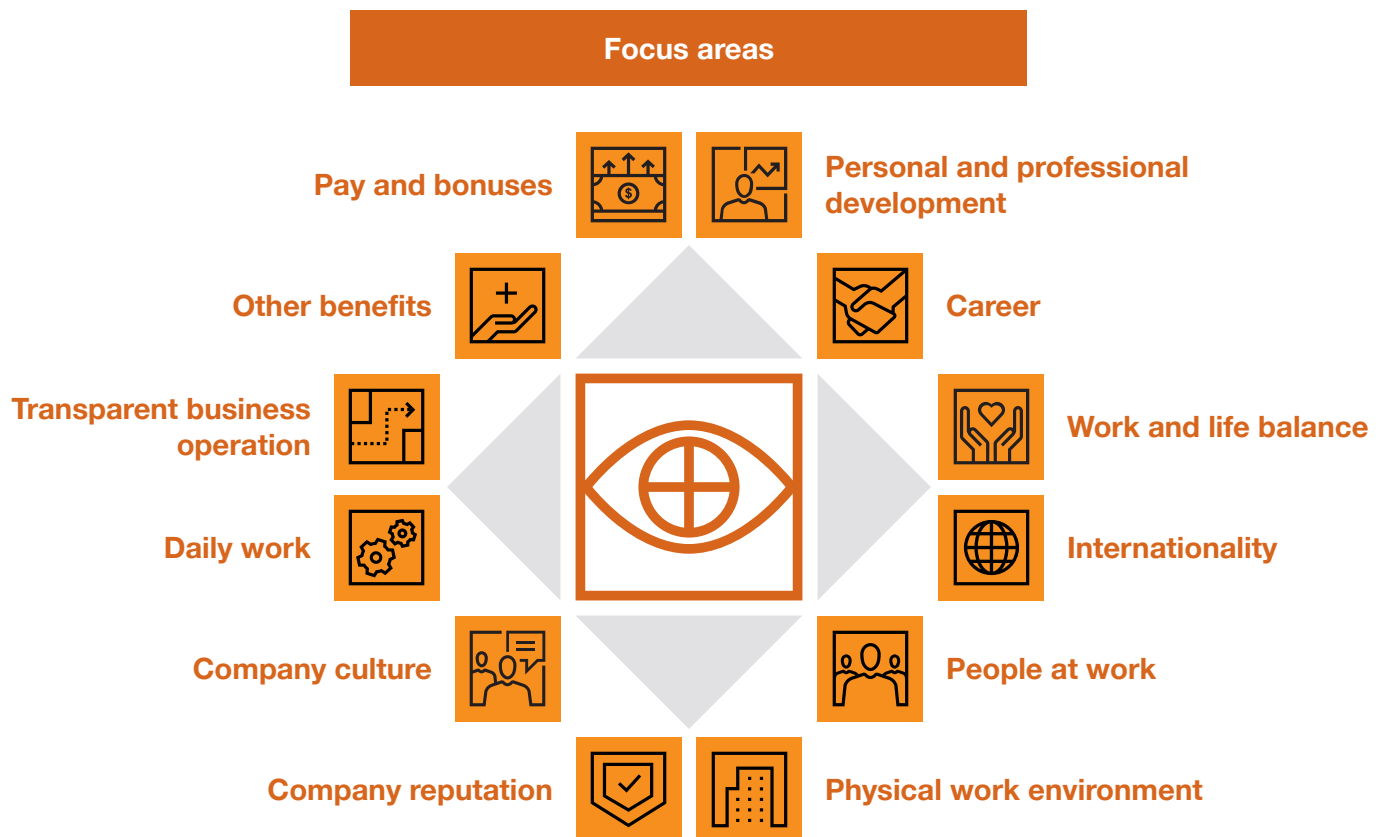 Focus areas
Pay and bonuses
$
Personal and professional
development
Other benefits
Career
Transparent business
operation
Work and life balance
Daily work
Internationality
Company culture
People at work
Company reputation
Physical work environment